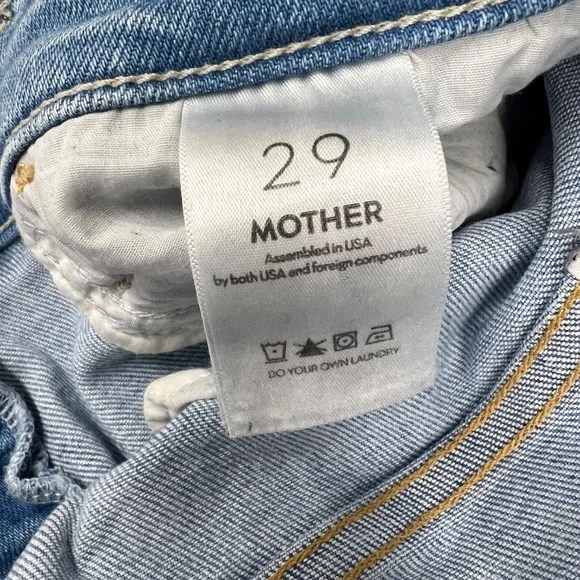 29
MOTHER
Assembled in USA
by both USA and foreign components
DO YOUR OWN LAUNDRY